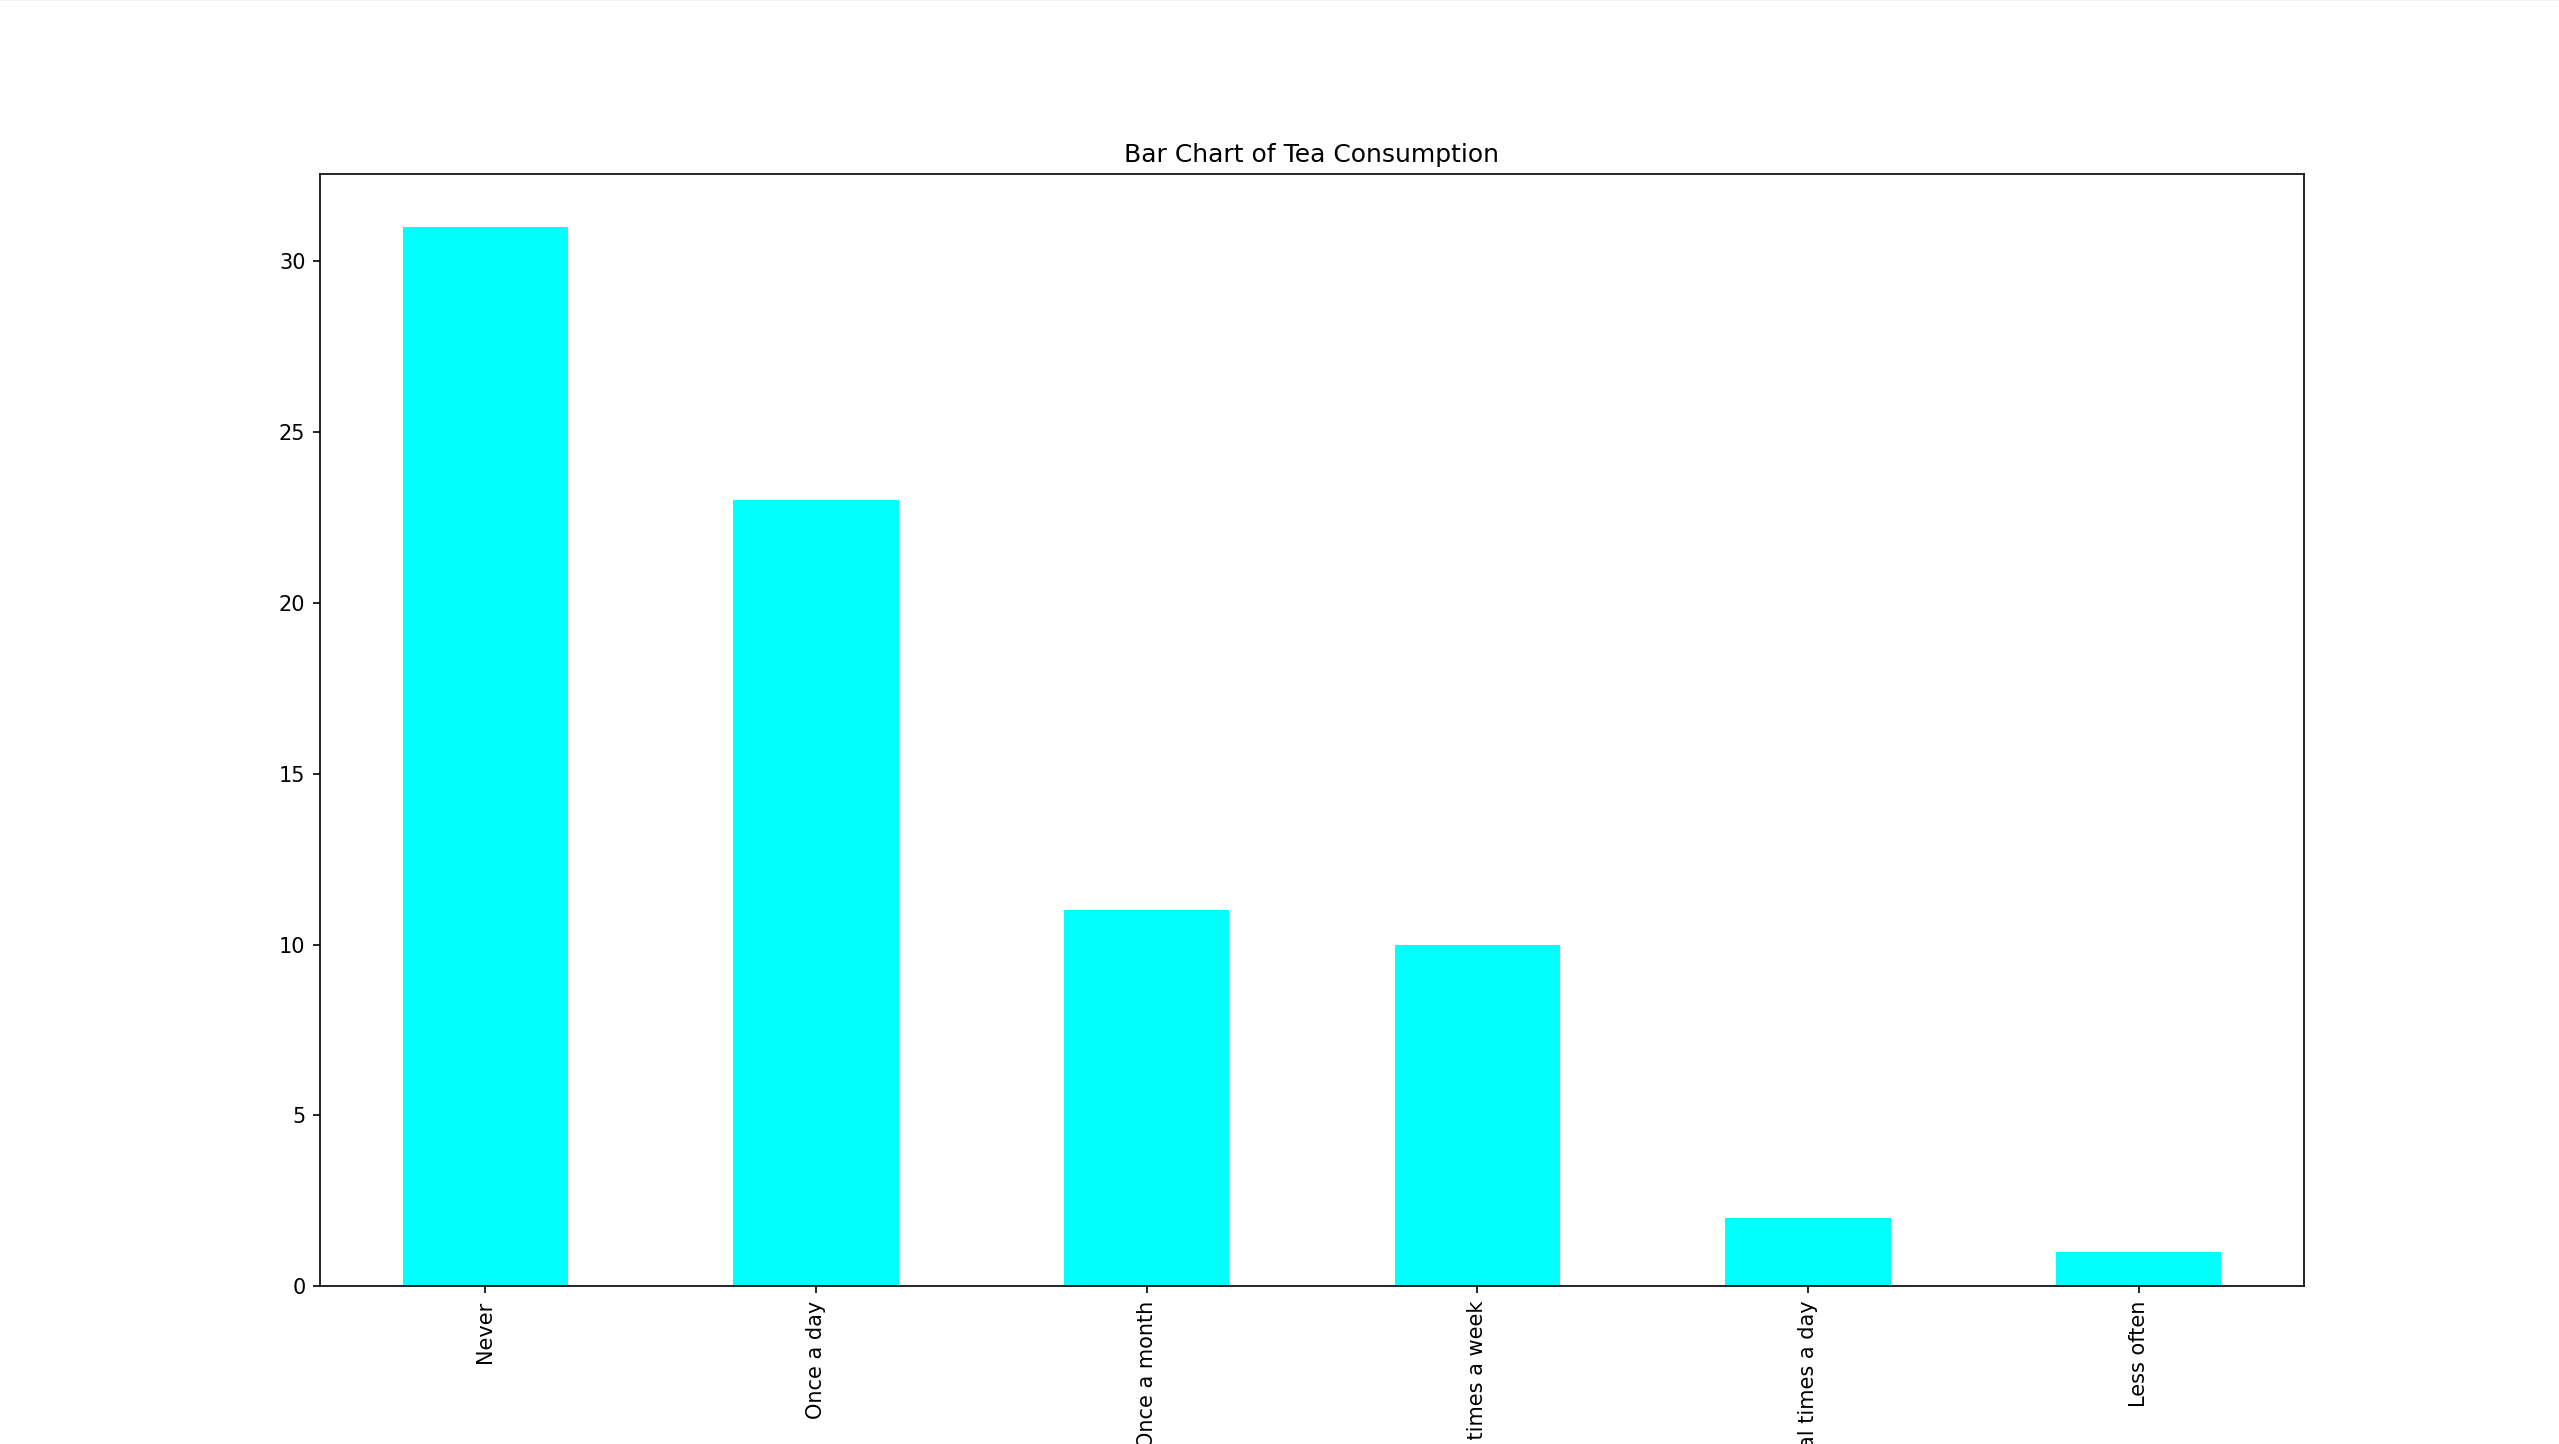 Bar Chart of Tea Consumption
30
25
20
15
10
5
0
Never
Once a day
Once a month
times a week
times a day
Less often